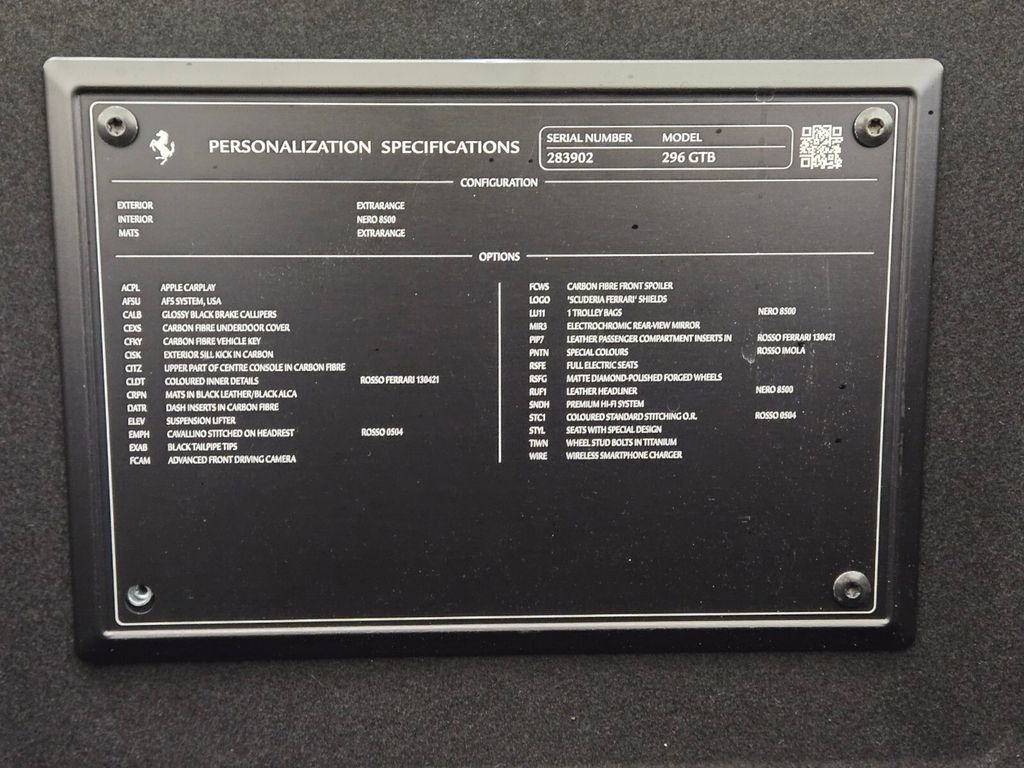 PERSONALIZATION SPECIFICATIONS
SERIAL NUMBER MODEL
283902 296 GTB
CONFIGURATION
EXTERIOR EXTRARANGE
INTERIOR NERO 8500
MATS EXTRARANGE
OPTIONS
ACPL APPLE CARPLAY
AFSU AFS SYSTEM, USA
CALB GLOSSY BLACK BRAKE CALLIPERS
CEXS CARBON FIBRE UNDERDOOR COVER
CFKY CARBON FIBRE VEHICLE KEY
CISK EXTERIOR SILL KICK IN CARBON
CITZ UPPER PART OF CENTRE CONSOLE IN CARBON FIBRE
CLDT COLOURED INNER DETAILS ROSSO FERRARI 130421
CRPN MATS IN BLACK LEATHER/BLACK ALCA
DATR DASH INSERTS IN CARBON FIBRE
ELEV SUSPENSION LIFTER
EMPH CAVALLINO STITCHED ON HEADREST ROSSO 0504
EXAB BLACK TAILPIPE TIPS
FCAM ADVANCED FRONT DRIVING CAMERA
FCWS CARBON FIBRE FRONT SPOILER
LOGO 'SCUDERIA FERRARI' SHIELDS
LU11 1 TROLLEY BAGS NERO 8500
MIR3 ELECTROCHROMIC REAR-VIEW MIRROR
PIP7 LEATHER PASSENGER COMPARTMENT INSERTS IN ROSSO FERRARI 130421
PNTN SPECIAL COLOURS ROSSO IMOLA
RSFE FULL ELECTRIC SEATS
RSFG MATTE DIAMOND-POLISHED FORGED WHEELS
RUF1 LEATHER HEADLINER NERO 8500
SNDH PREMIUM HI-FI SYSTEM
STC1 COLOURED STANDARD STITCHING O.R. ROSSO 0504
STYL SEATS WITH SPECIAL DESIGN
TIWN WHEEL STUD BOLTS IN TITANIUM
WIRE WIRELESS SMARTPHONE CHARGER